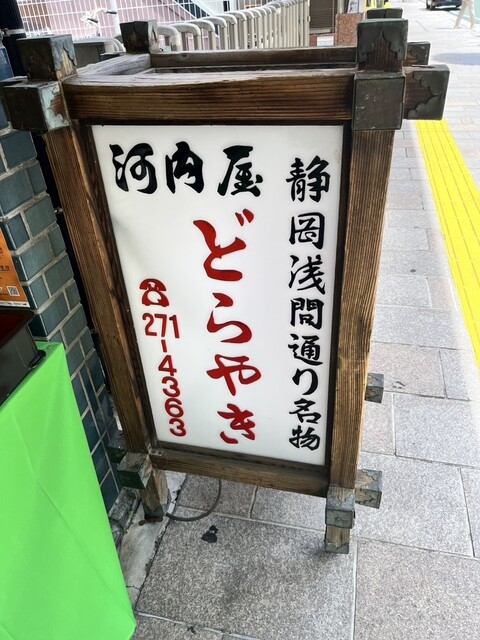 静岡浅間通り名物
河内屋
どらやき
☎271-4363